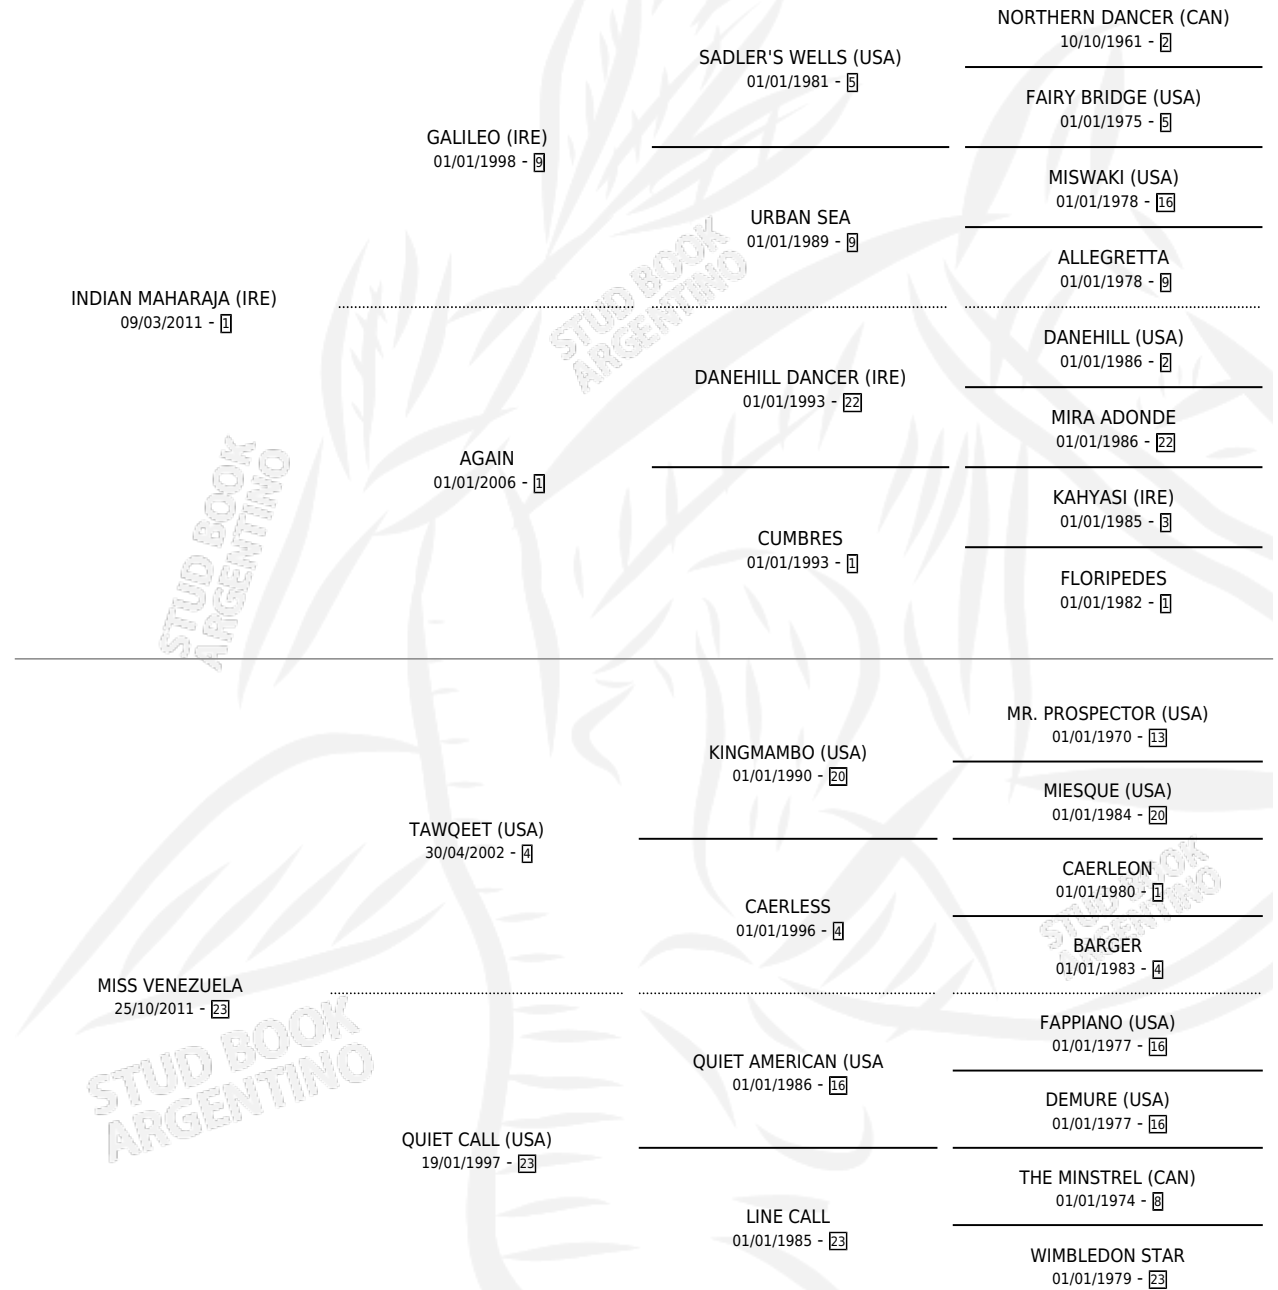 NORTHERN DANCER (CAN)
10/10/1961 - 2
SADLER'S WELLS (USA)
01/01/1981 - 5
FAIRY BRIDGE (USA)
01/01/1975 - 5
GALILEO (IRE)
01/01/1998 - 9
MISWAKI (USA)
01/01/1978 - 16
URBAN SEA
01/01/1989 - 9
ALLEGRETTA
01/01/1978 - 9
INDIAN MAHARAJA (IRE)
09/03/2011 - 1
DANEHILL (USA)
01/01/1986 - 2
DANEHILL DANCER (IRE)
01/01/1993 - 22
MIRA ADONDE
01/01/1986 - 22
AGAIN
01/01/2006 - 1
KAHYASI (IRE)
01/01/1985 - 3
CUMBRES
01/01/1993 - 1
FLORIPEDES
01/01/1982 - 1
STUD BOOK
ARGENTINO
STUD BOOK
ARGENTINO
MR. PROSPECTOR (USA)
01/01/1970 - 13
KINGMAMBO (USA)
01/01/1990 - 20
MIESQUE (USA)
01/01/1984 - 20
TAWQEET (USA)
30/04/2002 - 4
CAERLEON
01/01/1980 - 1
CAERLESS
01/01/1996 - 4
BARGER
01/01/1983 - 4
MISS VENEZUELA
25/10/2011 - 23
FAPPIANO (USA)
01/01/1977 - 16
QUIET AMERICAN (USA
01/01/1986 - 16
DEMURE (USA)
01/01/1977 - 16
QUIET CALL (USA)
19/01/1997 - 23
THE MINSTREL (CAN)
01/01/1974 - 8
LINE CALL
01/01/1985 - 23
WIMBLEDON STAR
01/01/1979 - 23
STUD BOOK
ARGENTINO
STUD BOOK
ARGENTINO